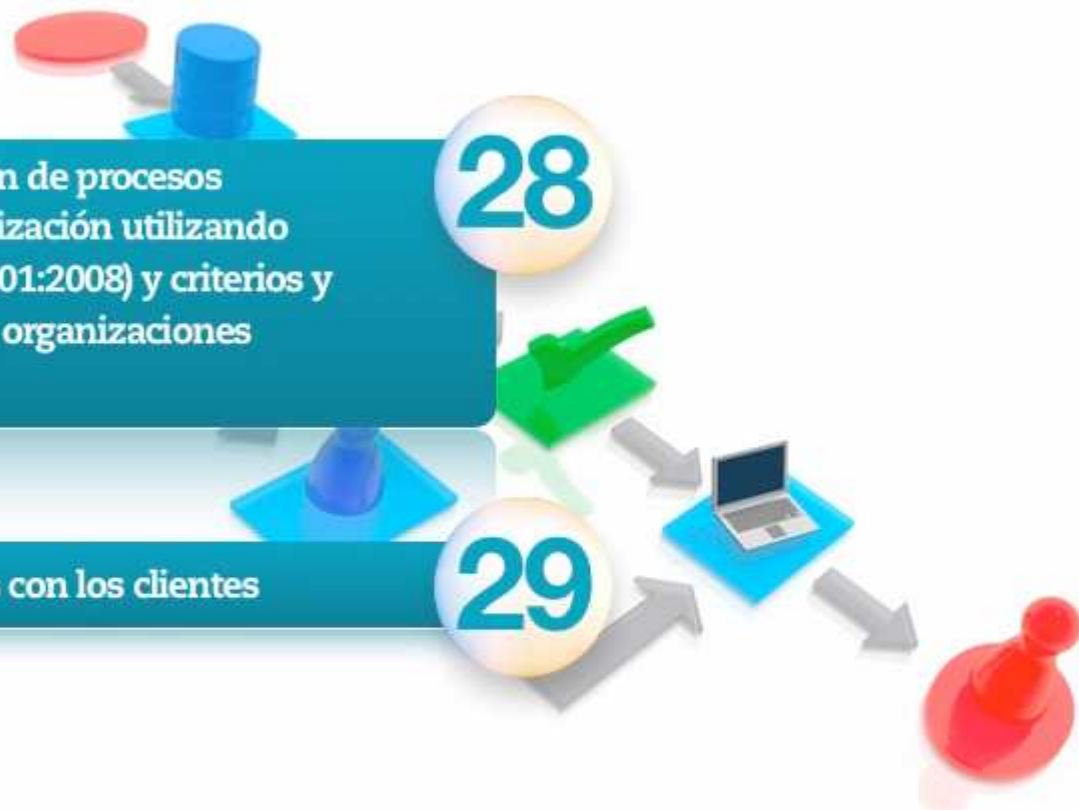 n de procesos
ización utilizando
01:2008) y criterios y
organizaciones
28
con los clientes
29